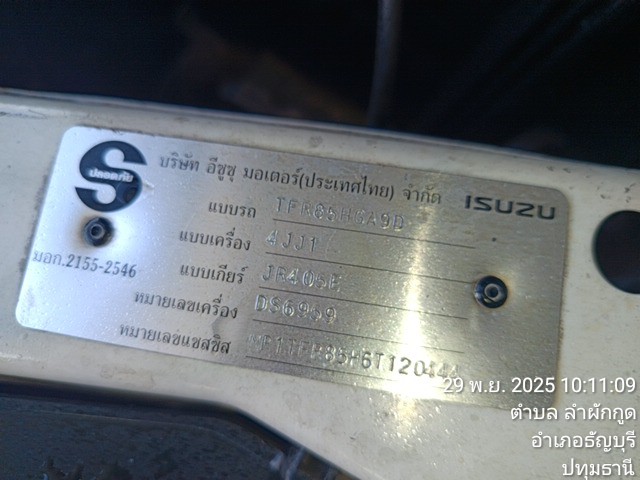 S
ปลอดภัย
บริษัท อีซูซุ มอเตอร์(ประเทศไทย) จำกัด ISUZU
แบบรถ
แบบเครื่อง 4JJ1
มอก.2155-2546
แบบเกียร์ JR405E
หมายเลขเครื่อง DS6969
หมายเลขแชสซิส
29 พ.ย. 2025 10:11:09
ตำบล ลำผักกูด
อำเภอธัญบุรี
ปทุมธานี